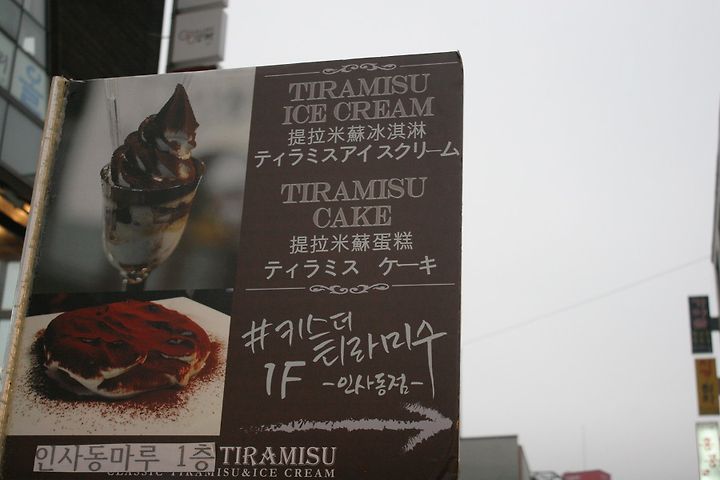 TIRAMISU
ICE CREAM
提拉米蘇冰淇淋
ティラミスアイスクリーム
TIRAMISU
CAKE
提拉米蘇蛋糕
ティラミス ケーキ
#키스더
티라미수
1F -인사동점-
인사동마루 1층 TIRAMISU
CLASSIC TIRAMISU&ICE CREAM